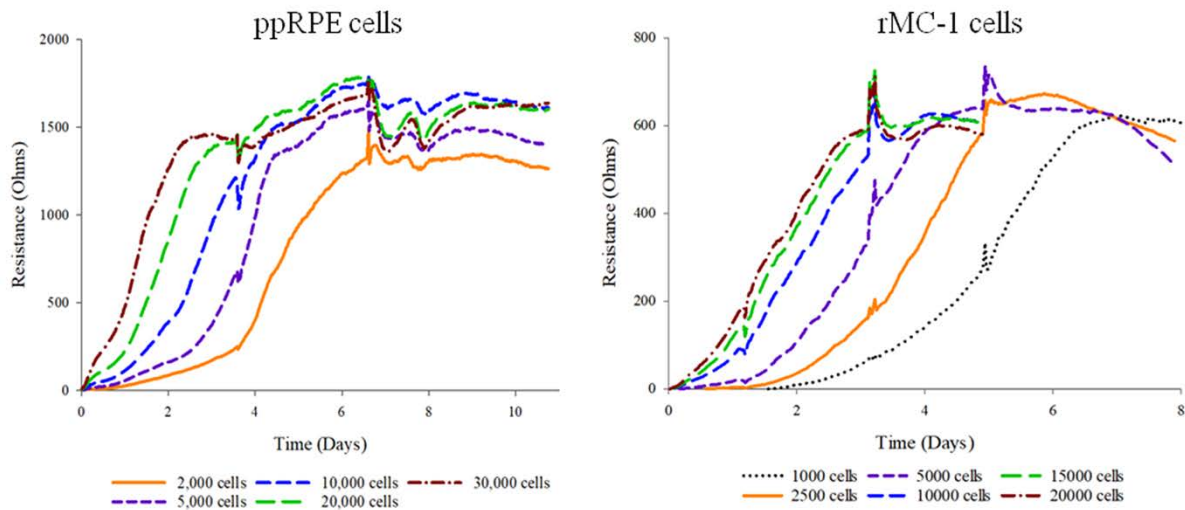 ppRPE cells
2000
1500
1000
500
0
Resistance (Ohms)
0 2 4 6 8 10
Time (Days)
2,000 cells 10,000 cells 30,000 cells
5,000 cells 20,000 cells
rMC-1 cells
800
600
400
200
0
Resistance (Ohms)
0 2 4 6 8
Time (Days)
1000 cells 5000 cells 15000 cells
2500 cells 10000 cells 20000 cells